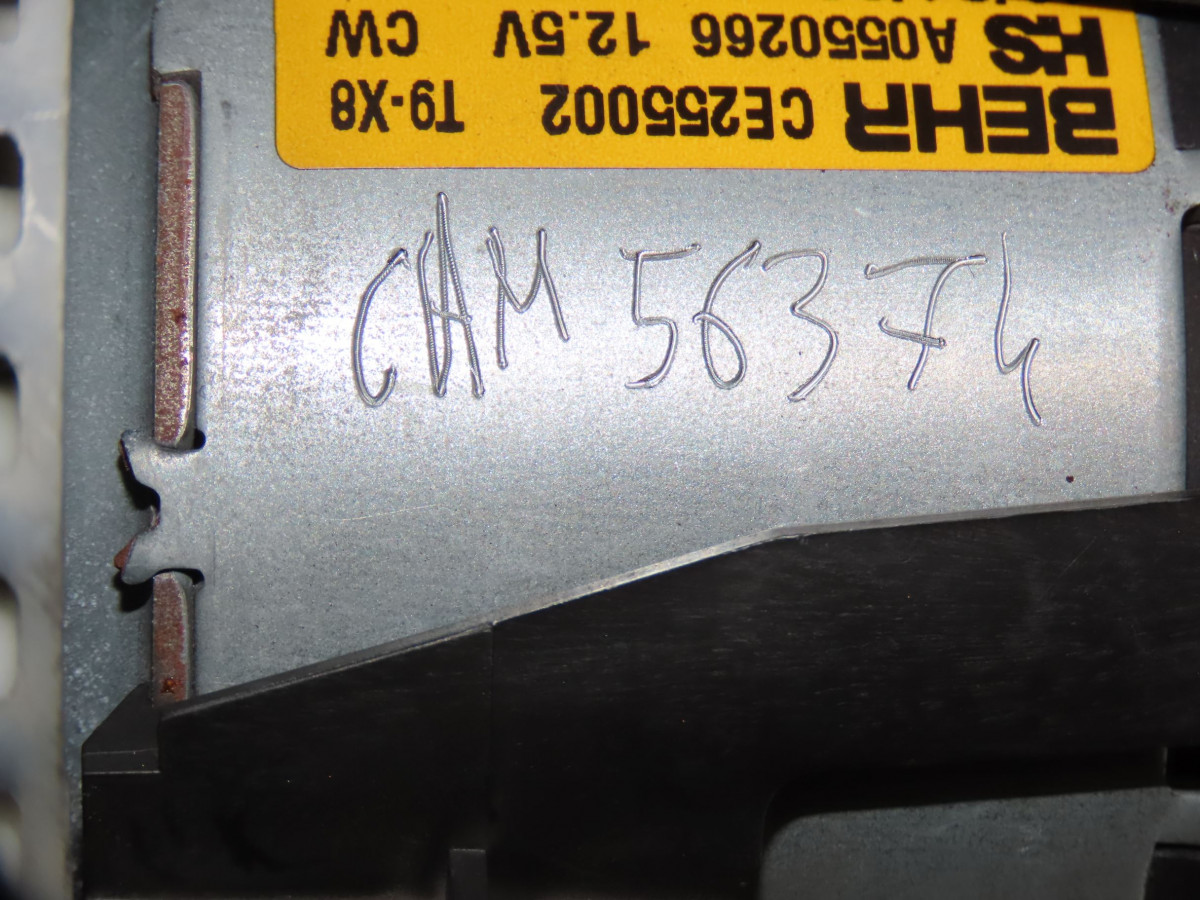 BEHR CE255002 T9-X8
HS A0550266 12.5V CW
CAM 56374